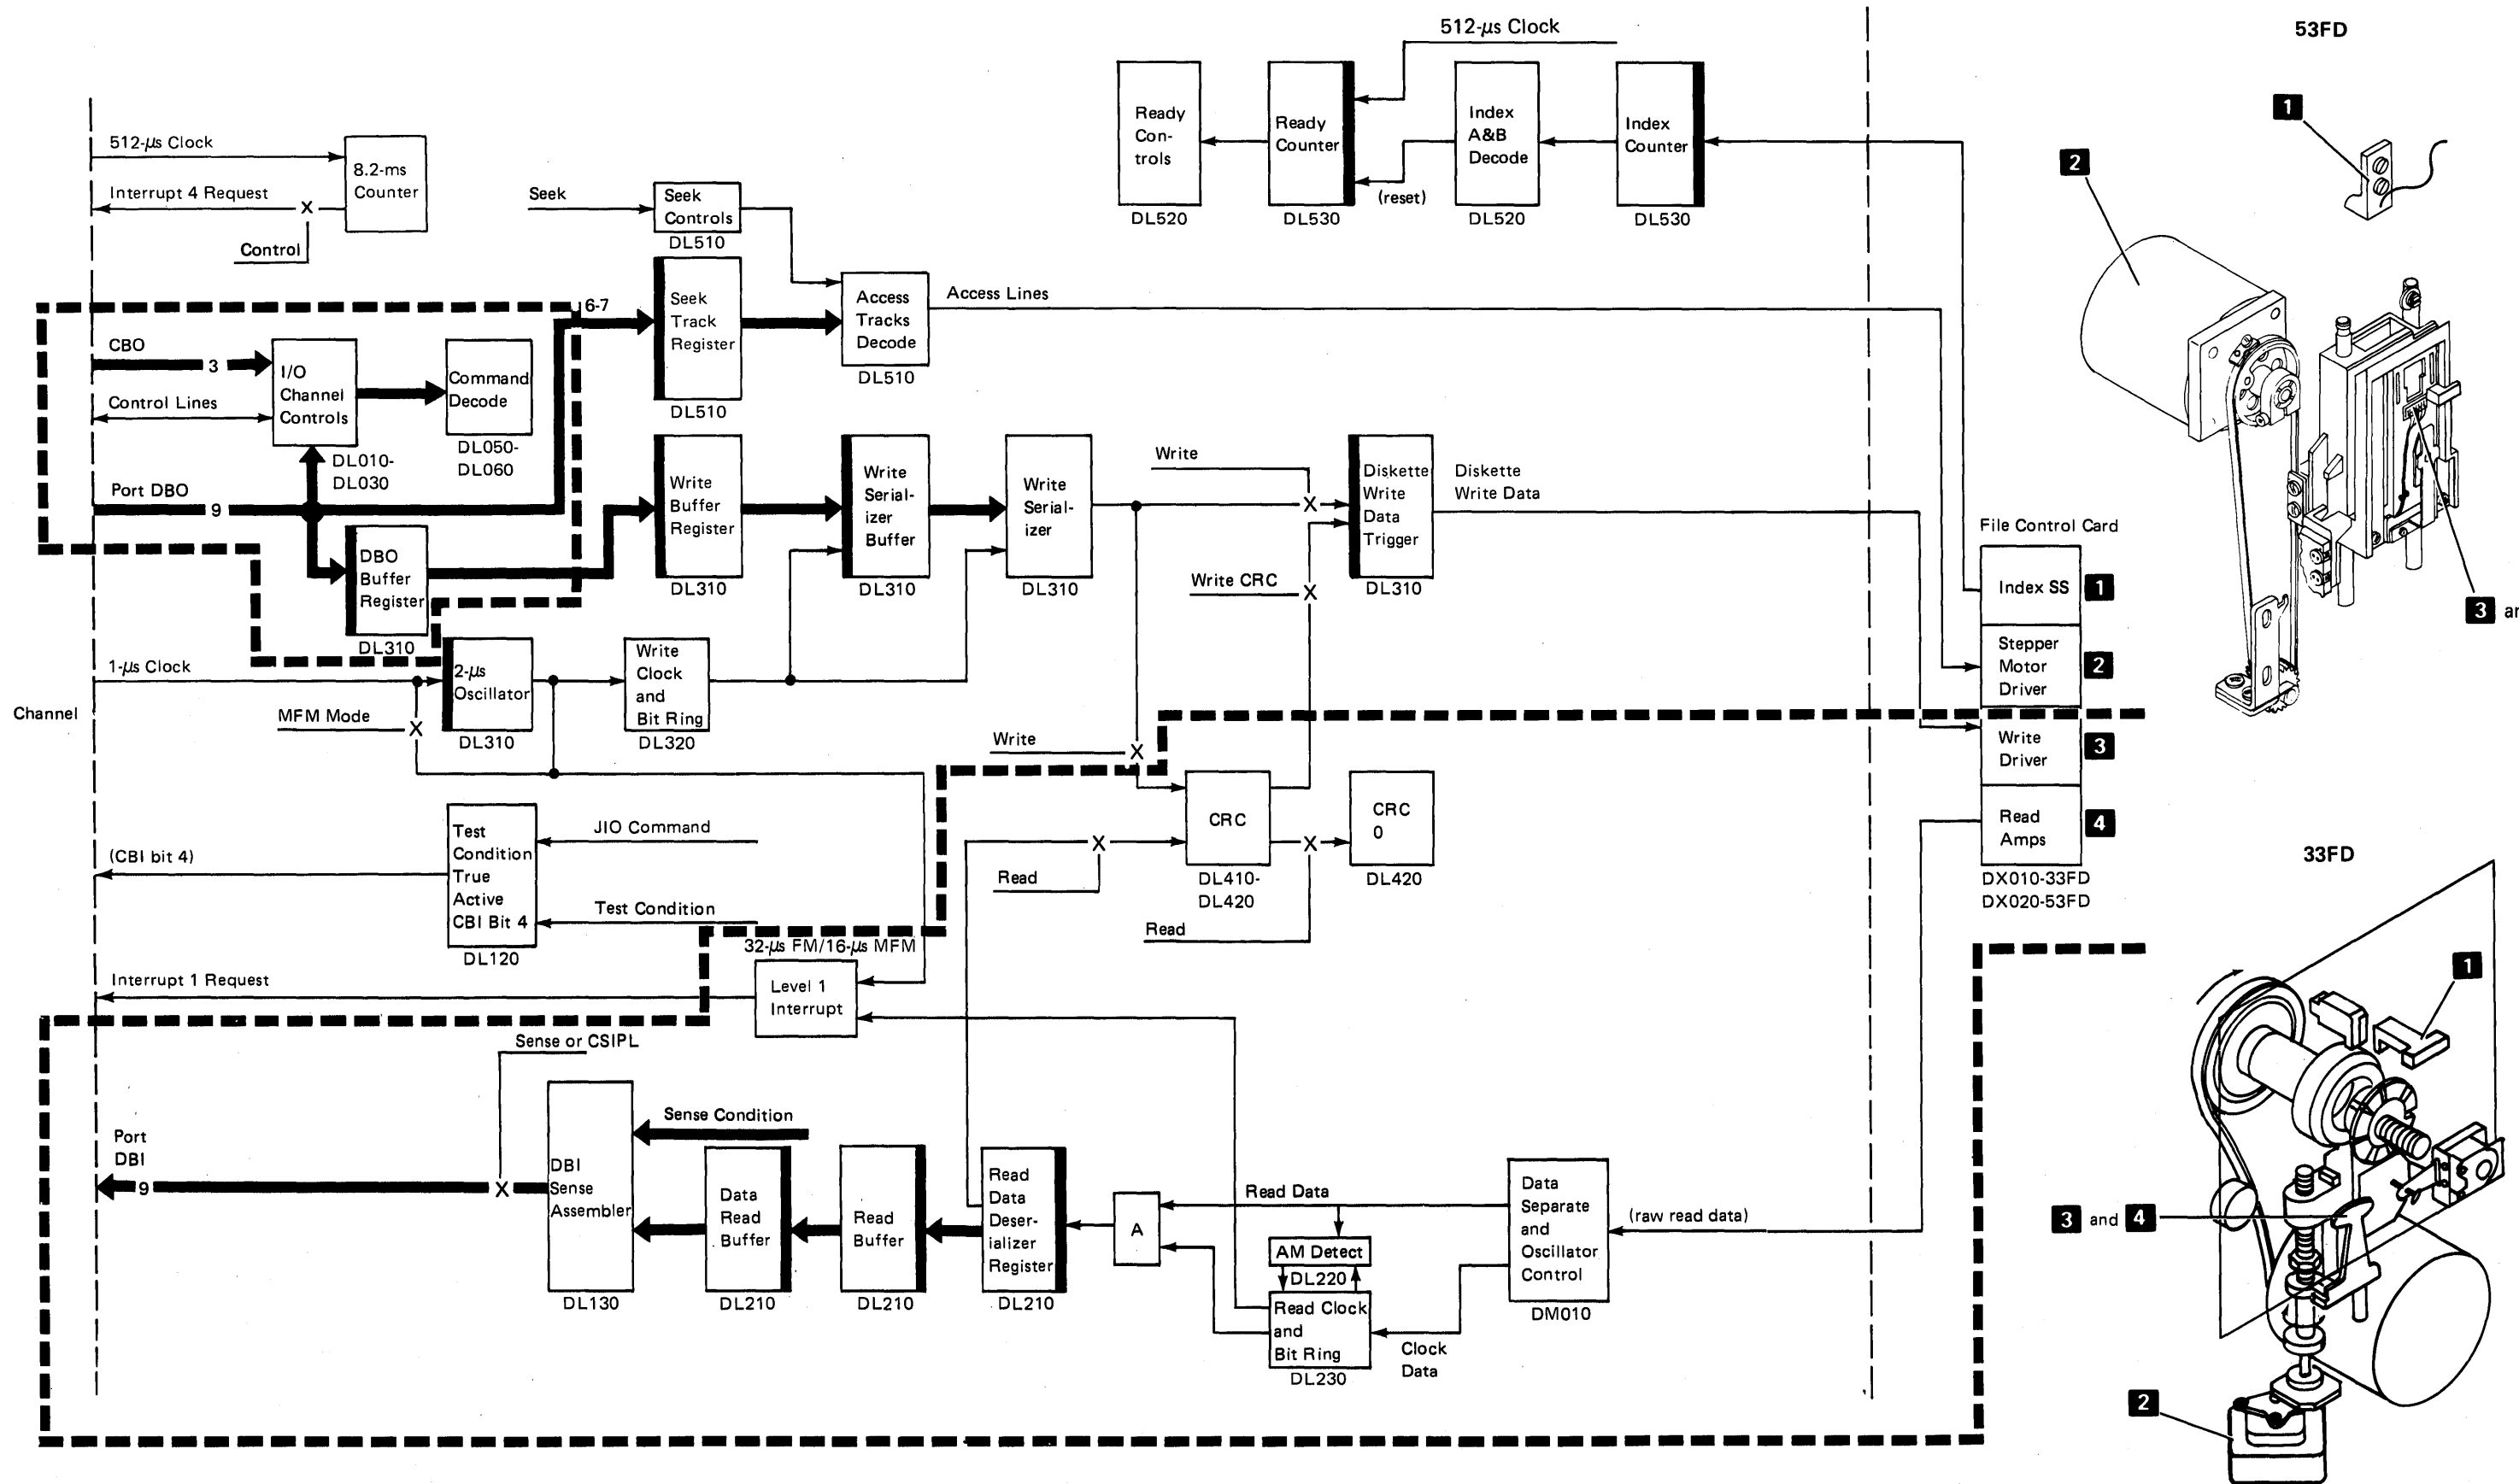 512-μs Clock
53FD
1
2
3 ar
Ready
Con-
trols
DL520
Ready
Counter
DL530
(reset)
Index
A&B
Decode
DL520
Index
Counter
DL530
512-μs Clock
8.2-ms
Counter
Interrupt 4 Request
X
Control
Seek
Seek
Controls
DL510
6-7
Seek
Track
Register
DL510
Access
Tracks
Decode
DL510
Access Lines
CBO
3
I/O
Channel
Controls
DL010-
DL030
Command
Decode
DL050-
DL060
Control Lines
Port DBO
9
DBO
Buffer
Register
DL310
Write
Buffer
Register
DL310
Write
Serial-
izer
Buffer
DL310
Write
Serial-
izer
DL310
Write
X
Write CRC
X
Diskette
Write
Data
Trigger
DL310
Diskette
Write Data
File Control Card
Index SS
1
Stepper
Motor
Driver
2
Write
Driver
3
Read
Amps
4
DX010-33FD
DX020-53FD
1-μs Clock
2-μs
Oscillator
DL310
Write
Clock
and
Bit Ring
DL320
Channel
MFM Mode
X
Write
X
CRC
DL410-
DL420
X
CRC
0
DL420
X
Read
Read
Test
Condition
True
Active
CBI Bit 4
DL120
JIO Command
Test Condition
(CBI bit 4)
32-μs FM/16-μs MFM
Level 1
Interrupt
Interrupt 1 Request
Sense or CSIPL
Port
DBI
9
X
DBI
Sense
Assembler
DL130
Sense Condition
Data
Read
Buffer
DL210
Read
Buffer
DL210
Read
Data
Deser-
ializer
Register
DL210
A
Read Data
AM Detect
DL220
Read Clock
and
Bit Ring
DL230
Clock
Data
Data
Separate
and
Oscillator
Control
DM010
(raw read data)
33FD
1
3 and 4
2